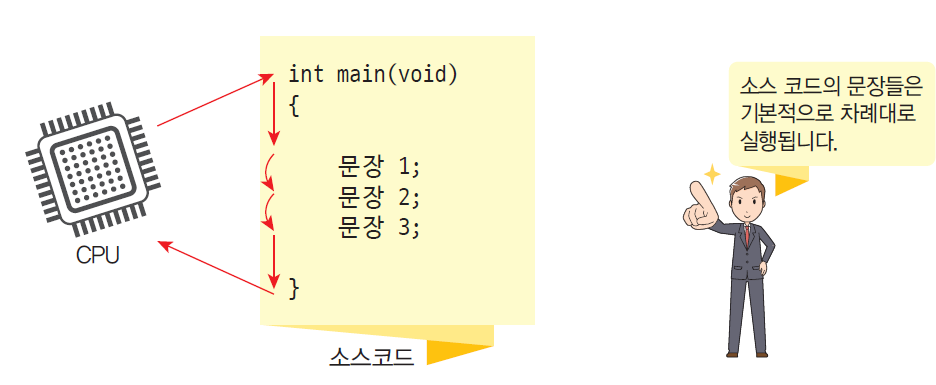 int main(void)
{
문장 1;
문장 2;
문장 3;
}
CPU
소스코드
소스 코드의 문장들은
기본적으로 차례대로
실행됩니다.